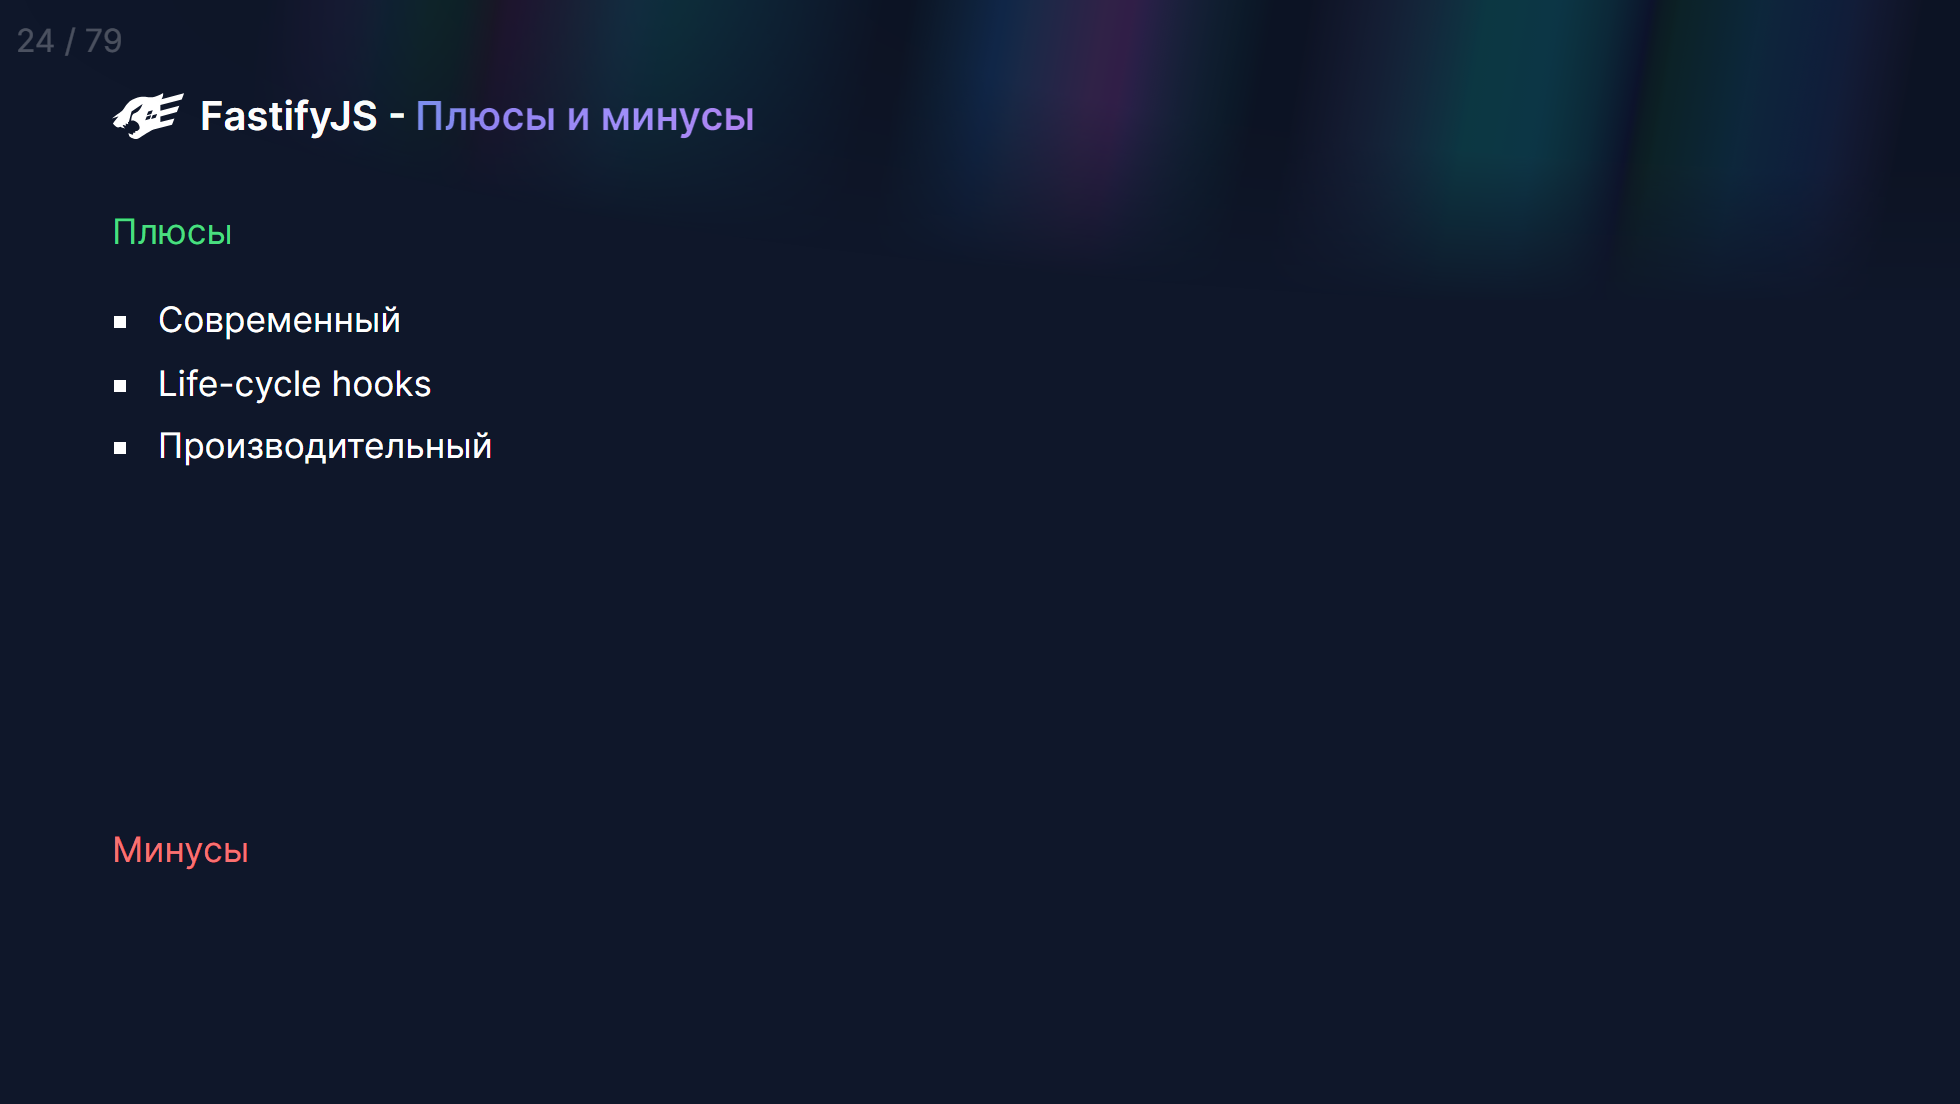 24 / 79
FastifyJS - Плюсы и минусы
Плюсы
Современный
Life-cycle hooks
Производительный
Минусы